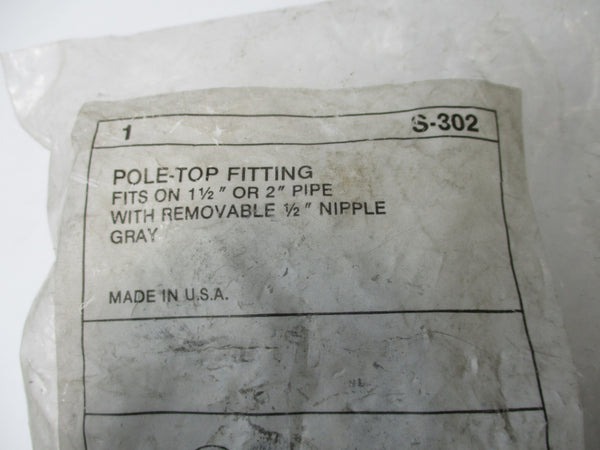 1 S-302
POLE-TOP FITTING
FITS ON 1½" OR 2" PIPE
WITH REMOVABLE ½" NIPPLE
GRAY
MADE IN U.S.A.